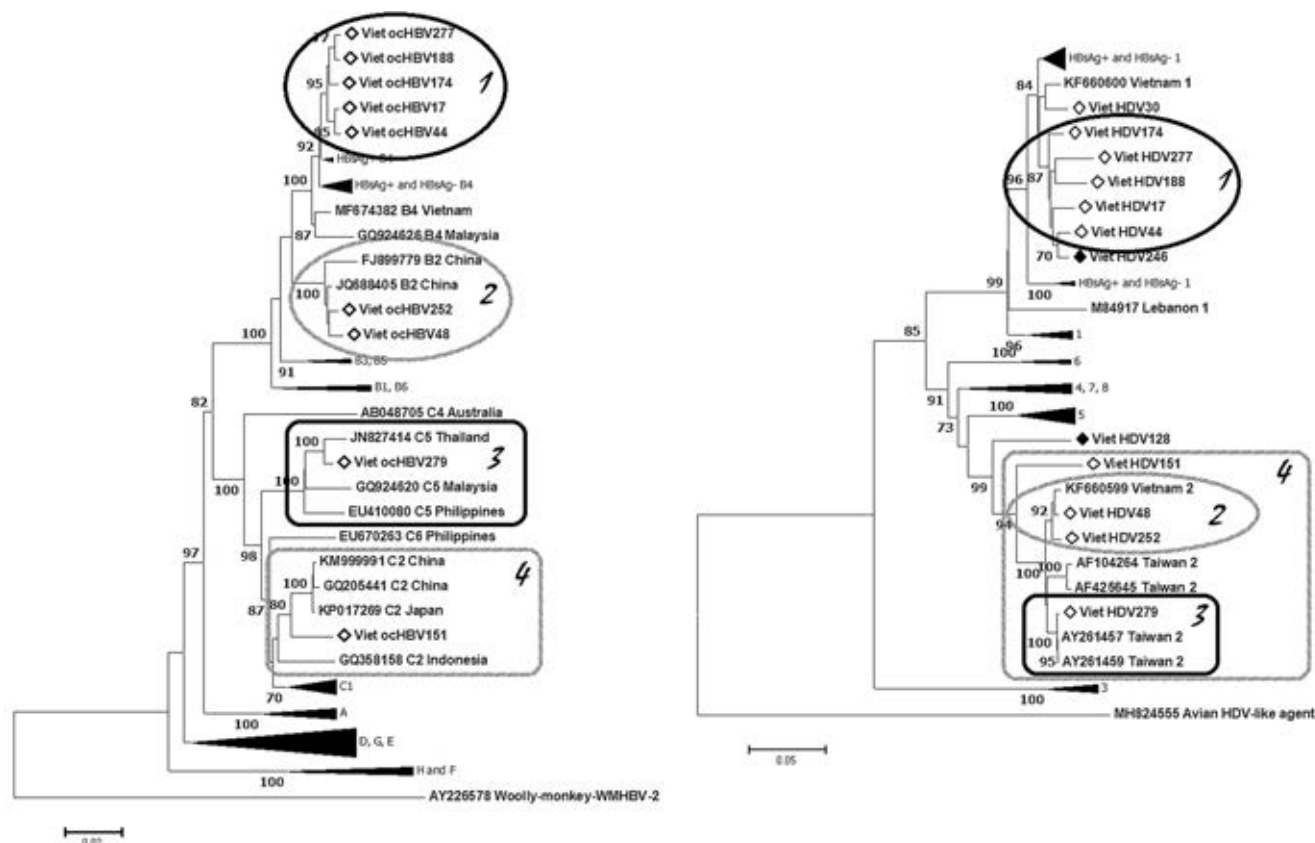 77
Viet ocHBV277
Viet ocHBV188
95
Viet ocHBV174
1
Viet ocHBV17
Viet ocHBV44
92
HBsAg+
100
HBsAg+ and HBsAg- B4
MF674382 B4 Vietnam
87
GQ924626 B4 Malaysia
FJ899779 B2 China
JQ688405 B2 China
2
100
Viet ocHBV252
Viet ocHBV48
100
B3, B5
91
B1, B6
82
AB048705 C4 Australia
JN827414 C5 Thailand
100
Viet ocHBV279
3
100
GQ924620 C5 Malaysia
100
EU410080 C5 Philippines
EU670263 C6 Philippines
97
98
KM999991 C2 China
4
100
GQ205441 C2 China
87
80
KP017269 C2 Japan
Viet ocHBV151
GQ358158 C2 Indonesia
C1
70
A
100
D, G, E
H and F
100
AY226578 Woolly-monkey-WMHBV-2
0.02
HBsAg+ and HBsAg- 1
84
KF660600 Vietnam 1
Viet HDV30
Viet HDV174
Viet HDV277
1
87
96
Viet HDV188
Viet HDV17
Viet HDV44
70
Viet HDV246
99
HBsAg+ and HBsAg- 1
100
M84917 Lebanon 1
85
1
96
100
6
4, 7, 8
91
100
5
73
Viet HDV128
Viet HDV151
4
99
KF660599 Vietnam 2
92
Viet HDV48
2
94
Viet HDV252
100
100
AF104264 Taiwan 2
AF425645 Taiwan 2
Viet HDV279
3
100
AY261457 Taiwan 2
95
AY261459 Taiwan 2
3
100
MH824555 Avian HDV-like agent
0.05